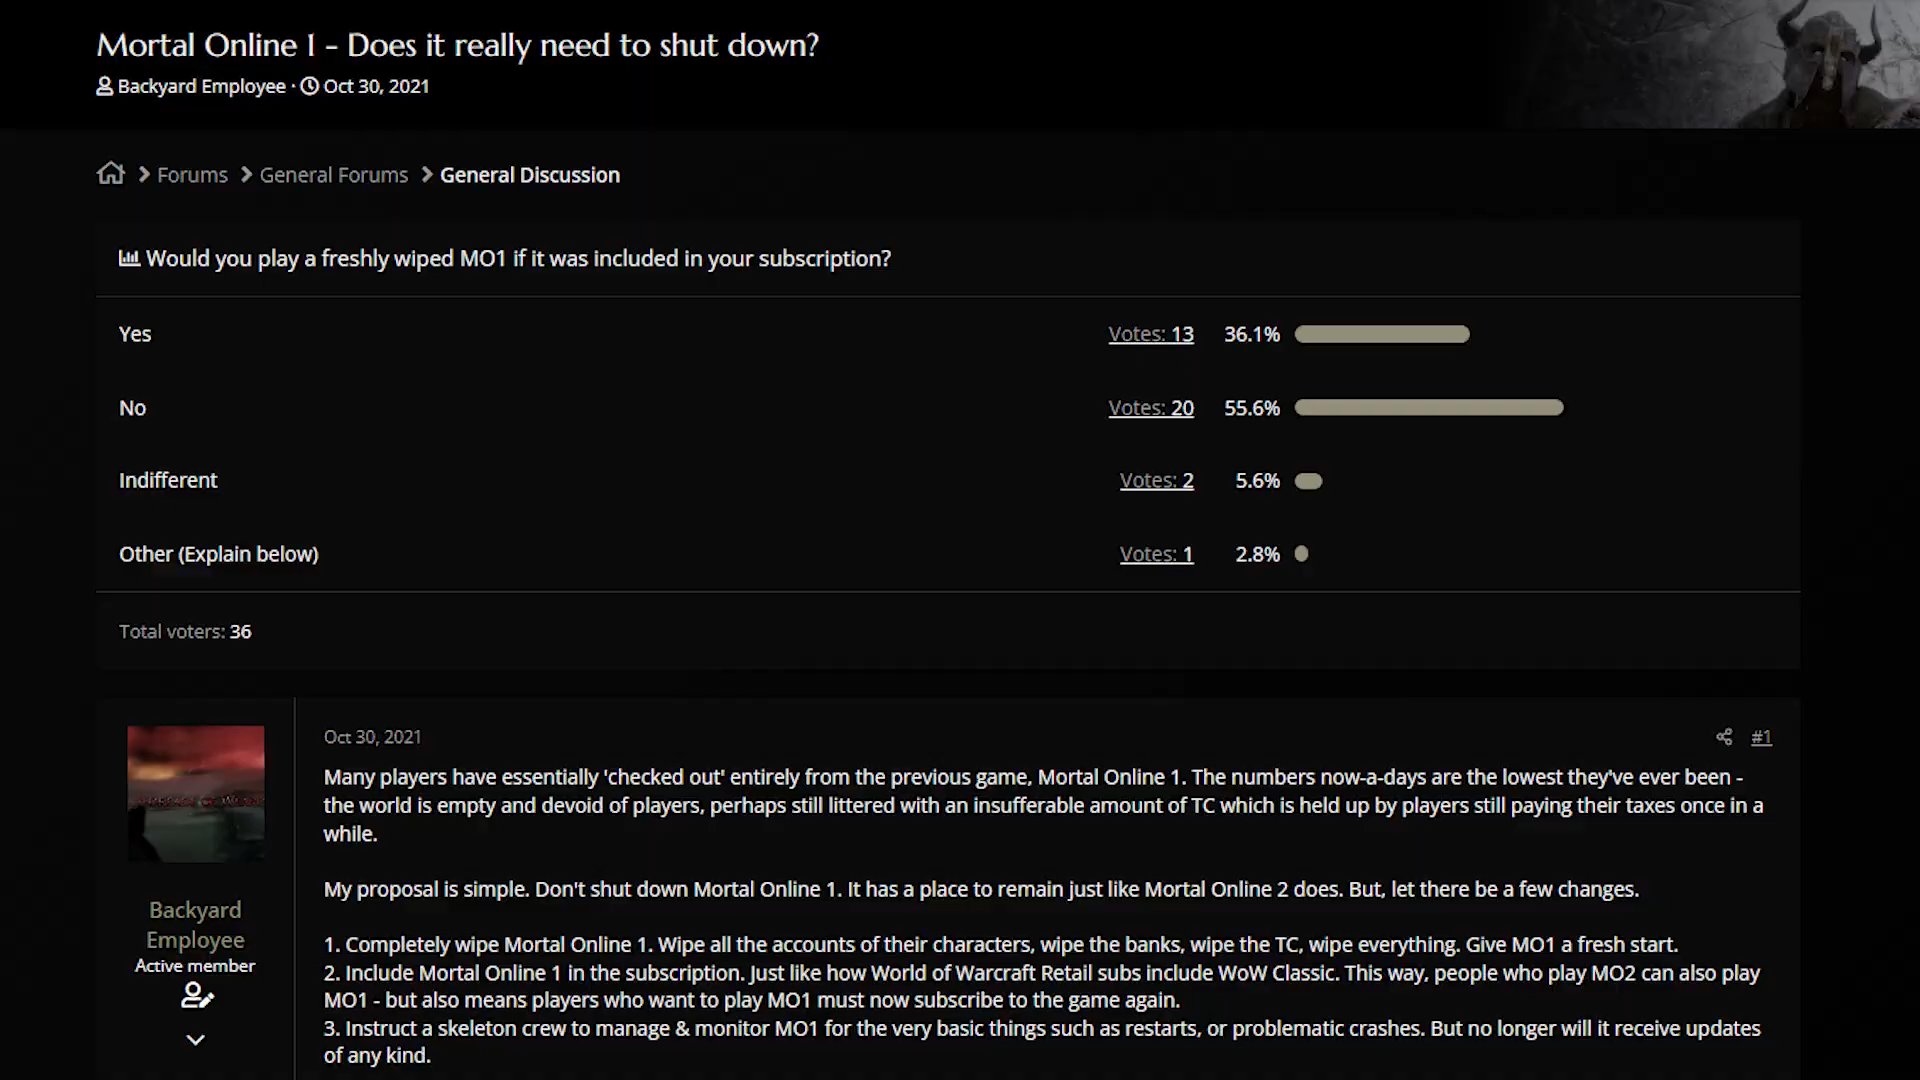 Mortal Online 1 - Does it really need to shut down?
Backyard Employee · Oct 30, 2021
Forums General Forums General Discussion
Would you play a freshly wiped MO1 if it was included in your subscription?
Yes Votes: 13 36.1%
No Votes: 20 55.6%
Indifferent Votes: 2 5.6%
Other (Explain below) Votes: 1 2.8%
Total voters: 36
Oct 30, 2021 #1
Many players have essentially 'checked out' entirely from the previous game, Mortal Online 1. The numbers now-a-days are the lowest they've ever been -
the world is empty and devoid of players, perhaps still littered with an insufferable amount of TC which is held up by players still paying their taxes once in a
while.
My proposal is simple. Don't shut down Mortal Online 1. It has a place to remain just like Mortal Online 2 does. But, let there be a few changes.
1. Completely wipe Mortal Online 1. Wipe all the accounts of their characters, wipe the banks, wipe the TC, wipe everything. Give MO1 a fresh start.
2. Include Mortal Online 1 in the subscription. Just like how World of Warcraft Retail subs include WoW Classic. This way, people who play MO2 can also play
MO1 - but also means players who want to play MO1 must now subscribe to the game again.
3. Instruct a skeleton crew to manage & monitor MO1 for the very basic things such as restarts, or problematic crashes. But no longer will it receive updates
of any kind.
Backyard
Employee
Active member